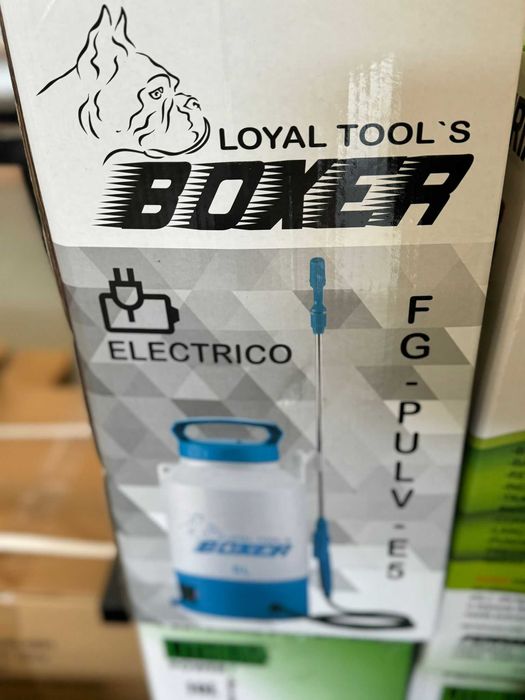 LOYAL TOOL`S
BOXER
ELECTRICO
FG-PULV-E5
BOXER